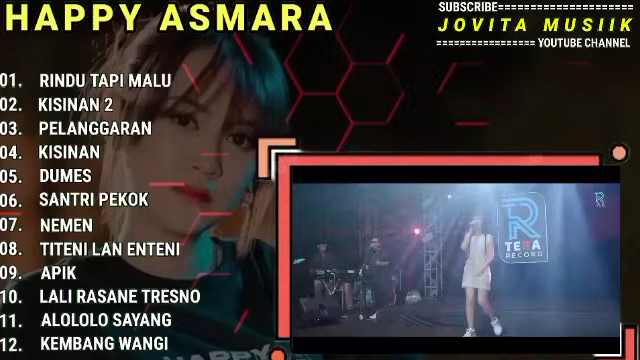 HAPPY ASMARA
SUBSCRIBE=====================
JOVITA MUSIIK
================== YOUTUBE CHANNEL
01. RINDU TAPI MALU
02. KISINAN 2
03. PELANGGARAN
04. KISINAN
05. DUMES
06. SANTRI PEKOK
07. NEMEN
08. TITENI LAN ENTENI
09. APIK
10. LALI RASANE TRESNO
11. ALOLOLO SAYANG
12. KEMBANG WANGI
R
TERA
RECORD
HAPPY